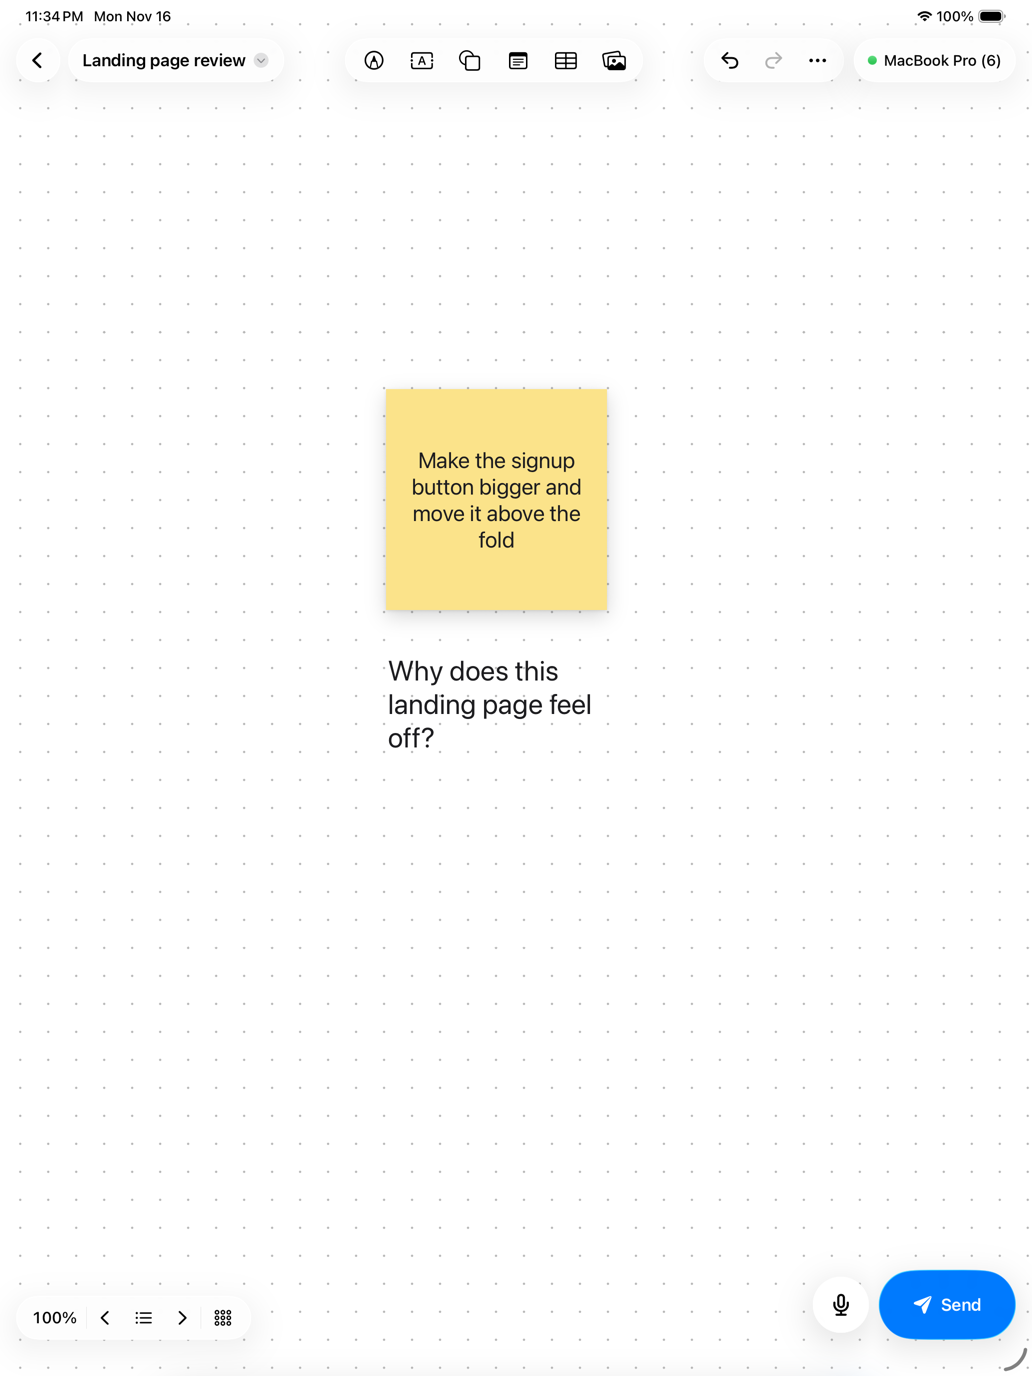 11:34 PM Mon Nov 16
100%
Landing page review
A
MacBook Pro (6)
Make the signup
button bigger and
move it above the
fold
Why does this
landing page feel
off?
100%
Send